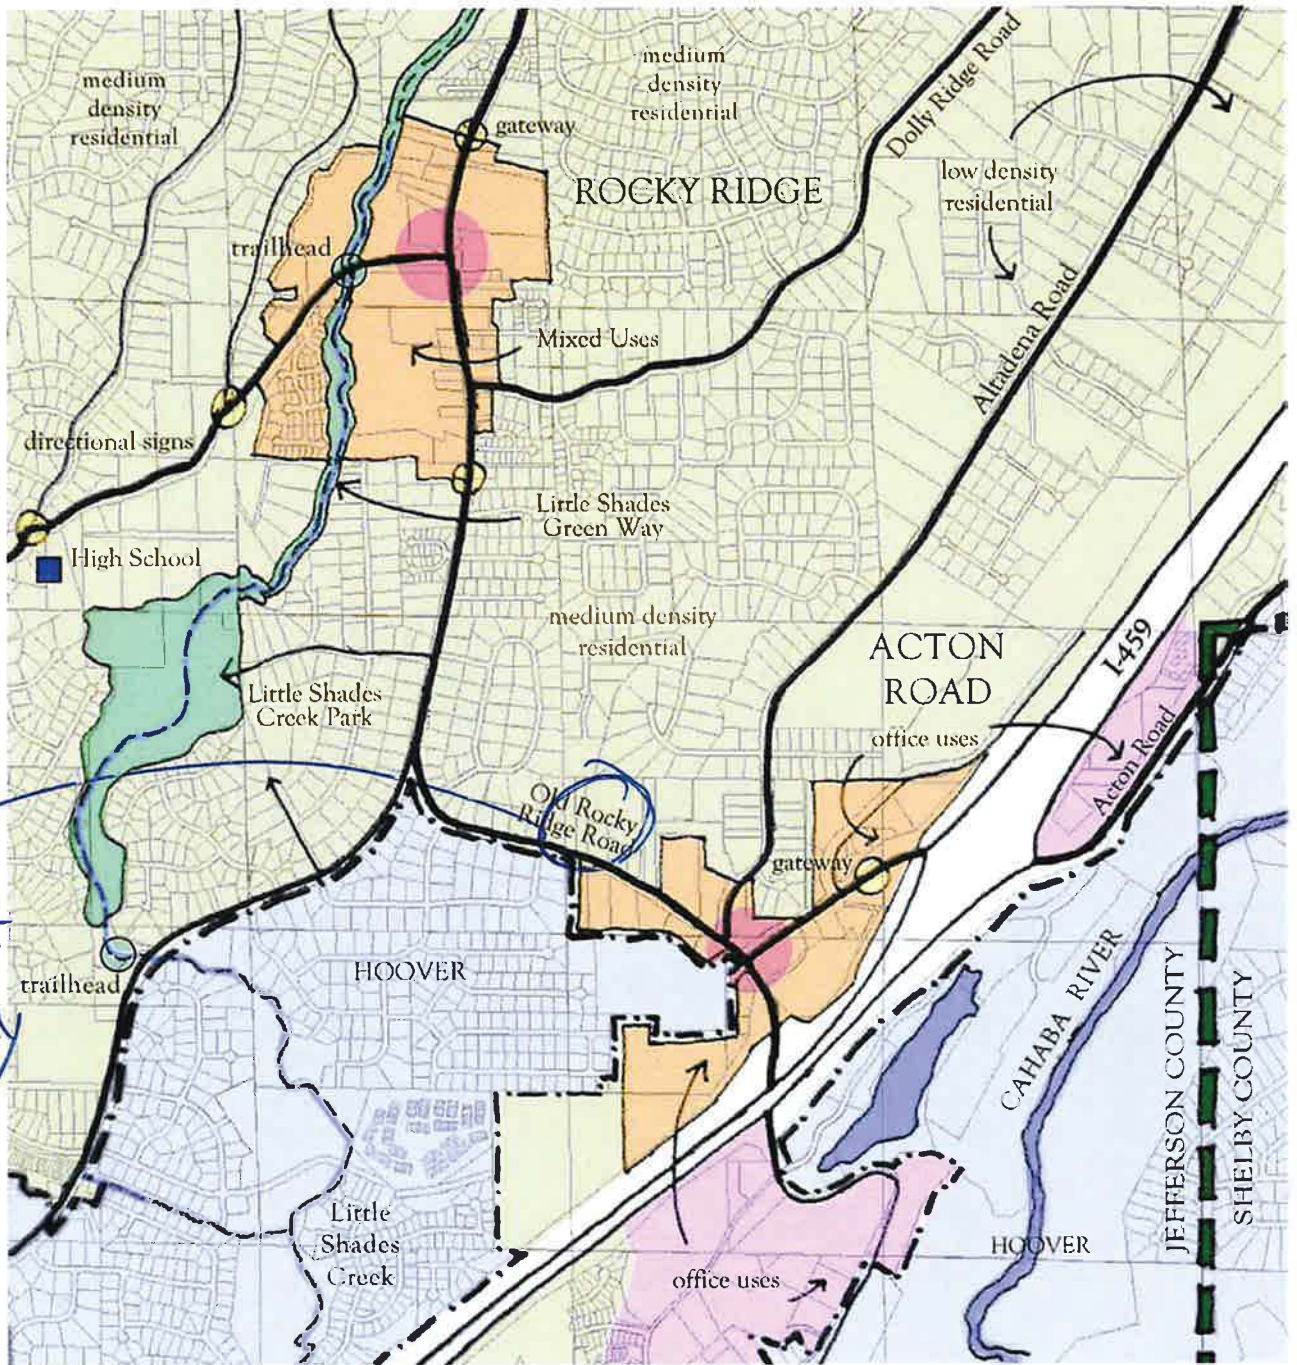 medium
density
residential
medium
density
residential
gateway
Dolly Ridge Road
ROCKY RIDGE
low density
residential
trailhead
Mixed Uses
Altadena Road
directional signs
Little Shades
Green Way
High School
medium density
residential
ACTON
ROAD
I-459
Little Shades
Creek Park
office uses
Acton Road
Old Rocky
Ridge Road
gateway
trailhead
HOOVER
CAHABA RIVER
JEFFERSON COUNTY
SHELBY COUNTY
Little
Shades
Creek
office uses
HOOVER